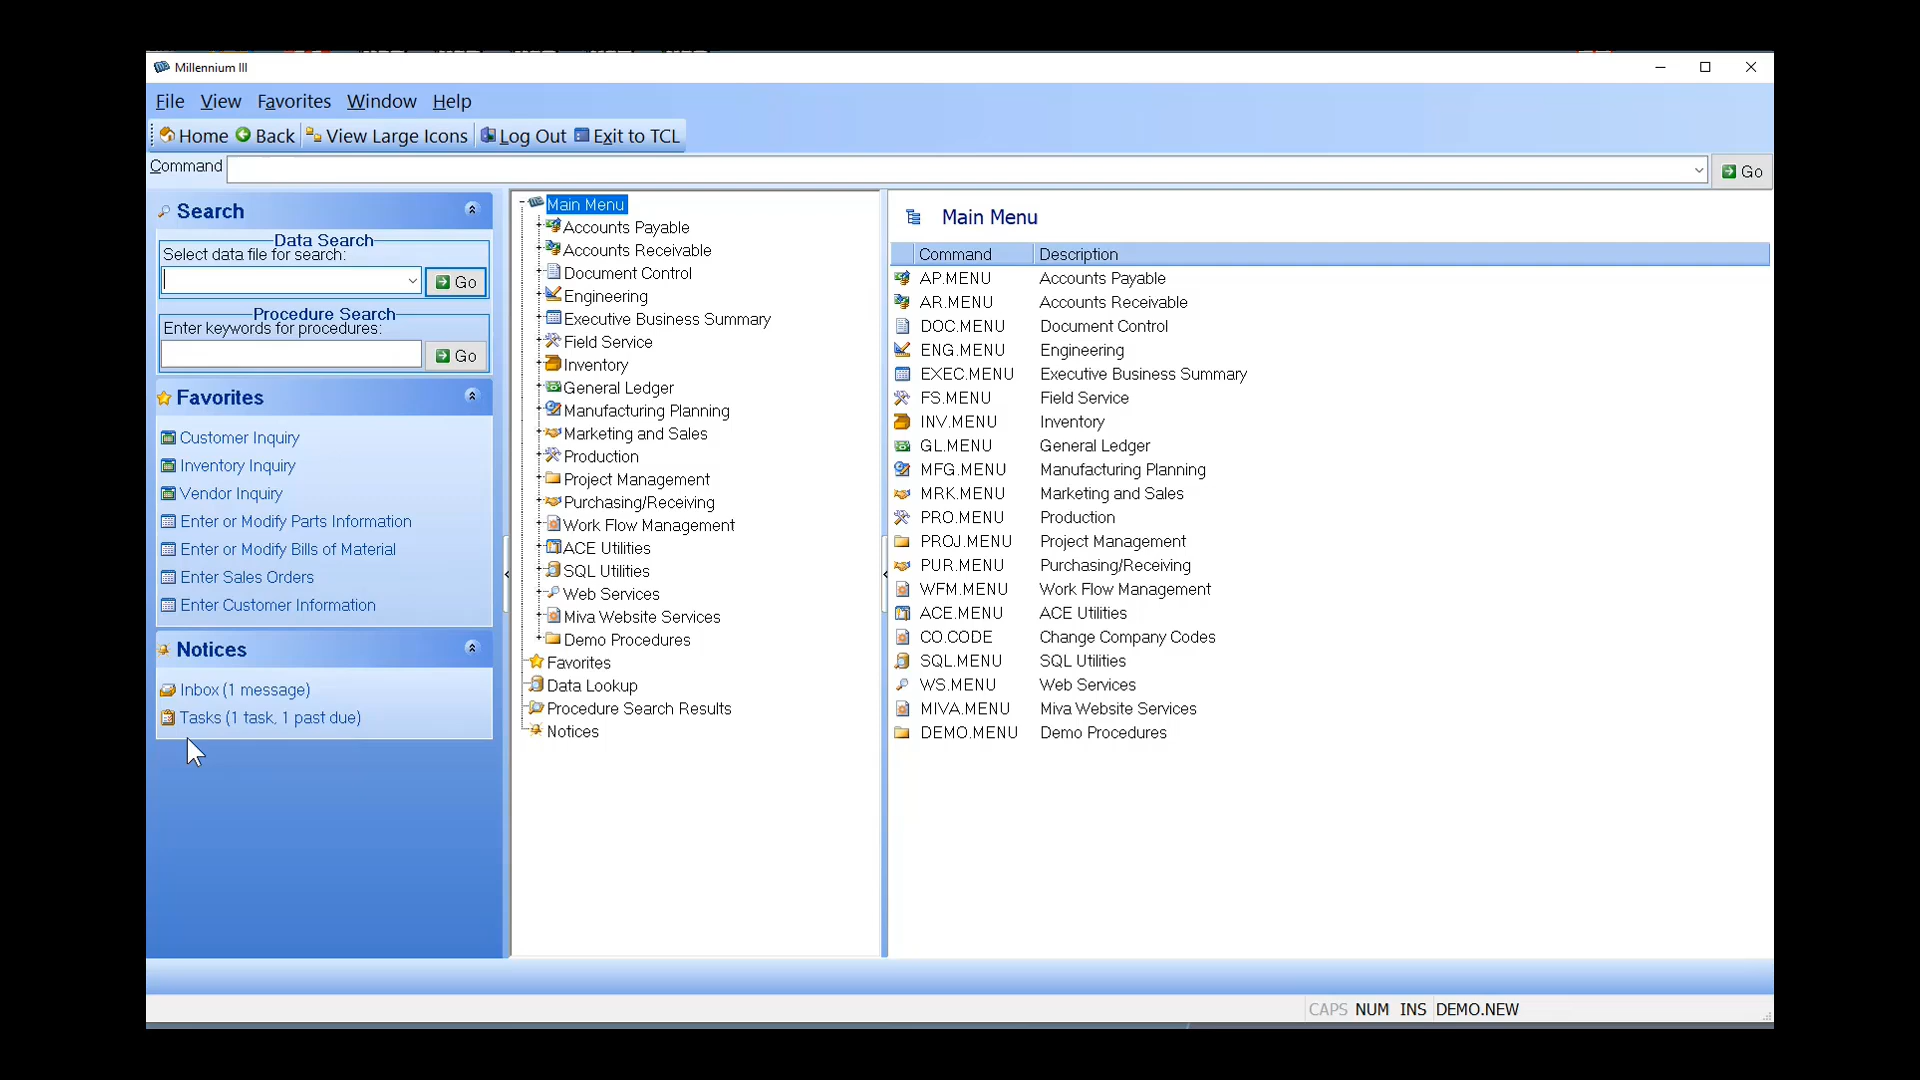 Millennium III
File View Favorites Window Help
Home Back View Large Icons Log Out Exit to TCL
Command Go
Search
Data Search
Select data file for search:
Go
Procedure Search
Enter keywords for procedures:
Go
Favorites
Customer Inquiry
Inventory Inquiry
Vendor Inquiry
Enter or Modify Parts Information
Enter or Modify Bills of Material
Enter Sales Orders
Enter Customer Information
Notices
Inbox (1 message)
Tasks (1 task, 1 past due)
Main Menu
Accounts Payable
Accounts Receivable
Document Control
Engineering
Executive Business Summary
Field Service
Inventory
General Ledger
Manufacturing Planning
Marketing and Sales
Production
Project Management
Purchasing/Receiving
Work Flow Management
ACE Utilities
SQL Utilities
Web Services
Miva Website Services
Demo Procedures
Favorites
Data Lookup
Procedure Search Results
Notices
Main Menu
Command Description
AP.MENU Accounts Payable
AR.MENU Accounts Receivable
DOC.MENU Document Control
ENG.MENU Engineering
EXEC.MENU Executive Business Summary
FS.MENU Field Service
INV.MENU Inventory
GL.MENU General Ledger
MFG.MENU Manufacturing Planning
MRK.MENU Marketing and Sales
PRO.MENU Production
PROJ.MENU Project Management
PUR.MENU Purchasing/Receiving
WFM.MENU Work Flow Management
ACE.MENU ACE Utilities
CO.CODE Change Company Codes
SQL.MENU SQL Utilities
WS.MENU Web Services
MIVA.MENU Miva Website Services
DEMO.MENU Demo Procedures
CAPS NUM INS DEMO.NEW